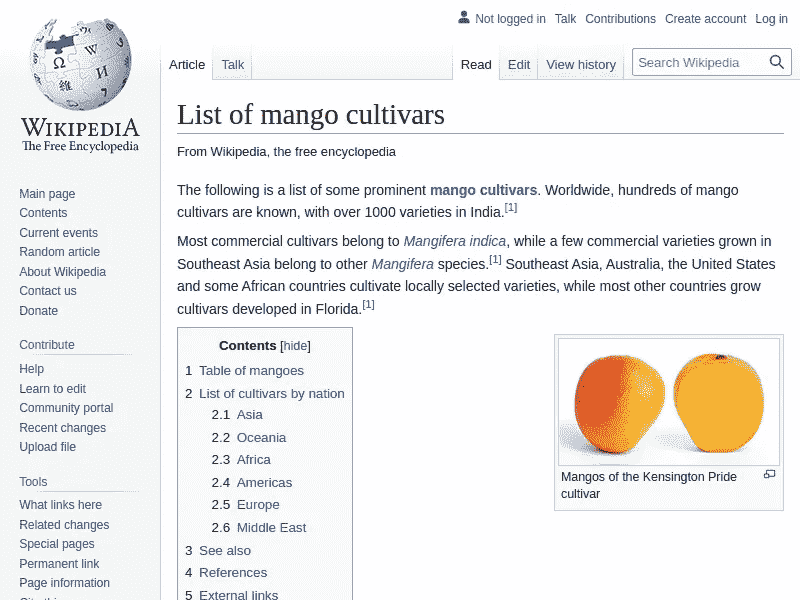 Not logged in Talk Contributions Create account Log in
Article Talk Read Edit View history Search Wikipedia
Ω W И 維
WIKIPEDIA
The Free Encyclopedia
Main page
Contents
Current events
Random article
About Wikipedia
Contact us
Donate
Contribute
Help
Learn to edit
Community portal
Recent changes
Upload file
Tools
What links here
Related changes
Special pages
Permanent link
Page information
List of mango cultivars
From Wikipedia, the free encyclopedia
The following is a list of some prominent mango cultivars. Worldwide, hundreds of mango
cultivars are known, with over 1000 varieties in India.[1]
Most commercial cultivars belong to Mangifera indica, while a few commercial varieties grown in
Southeast Asia belong to other Mangifera species.[1] Southeast Asia, Australia, the United States
and some African countries cultivate locally selected varieties, while most other countries grow
cultivars developed in Florida.[1]
Contents [hide]
1 Table of mangoes
2 List of cultivars by nation
2.1 Asia
2.2 Oceania
2.3 Africa
2.4 Americas
2.5 Europe
2.6 Middle East
3 See also
4 References
5 External links
Mangos of the Kensington Pride
cultivar